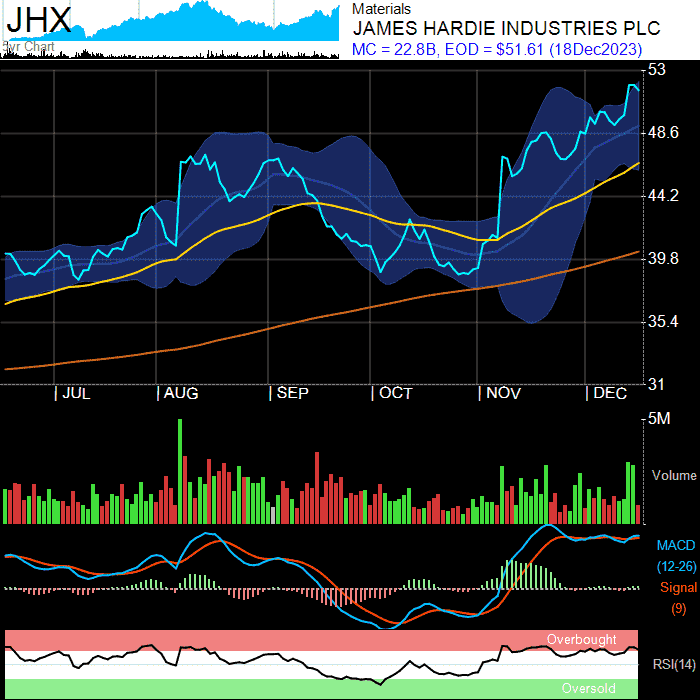 JHX
5yr Chart
Materials
JAMES HARDIE INDUSTRIES PLC
MC = 22.8B, EOD = $51.61 (18Dec2023)
53
48.6
44.2
39.8
35.4
31
JUL AUG SEP OCT NOV DEC
5M
Volume
MACD
(12-26)
Signal
(9)
Overbought
RSI(14)
Oversold